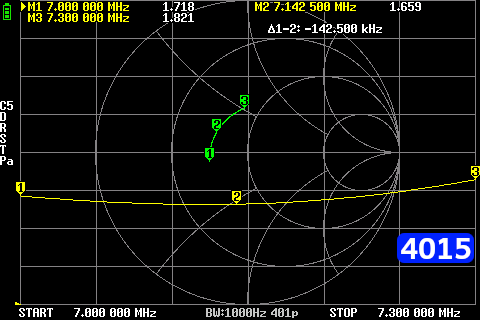 ▶M1 7.000 000 MHz 1.718 M2 7.142 500 MHz 1.659
M3 7.300 000 MHz 1.821
Δ1-2: -142.500 kHz
3
2
1
C5
D
R
S
T
Pa
1
2
3
4015
START 7.000 000 MHz BW:1000Hz 401p STOP 7.300 000 MHz